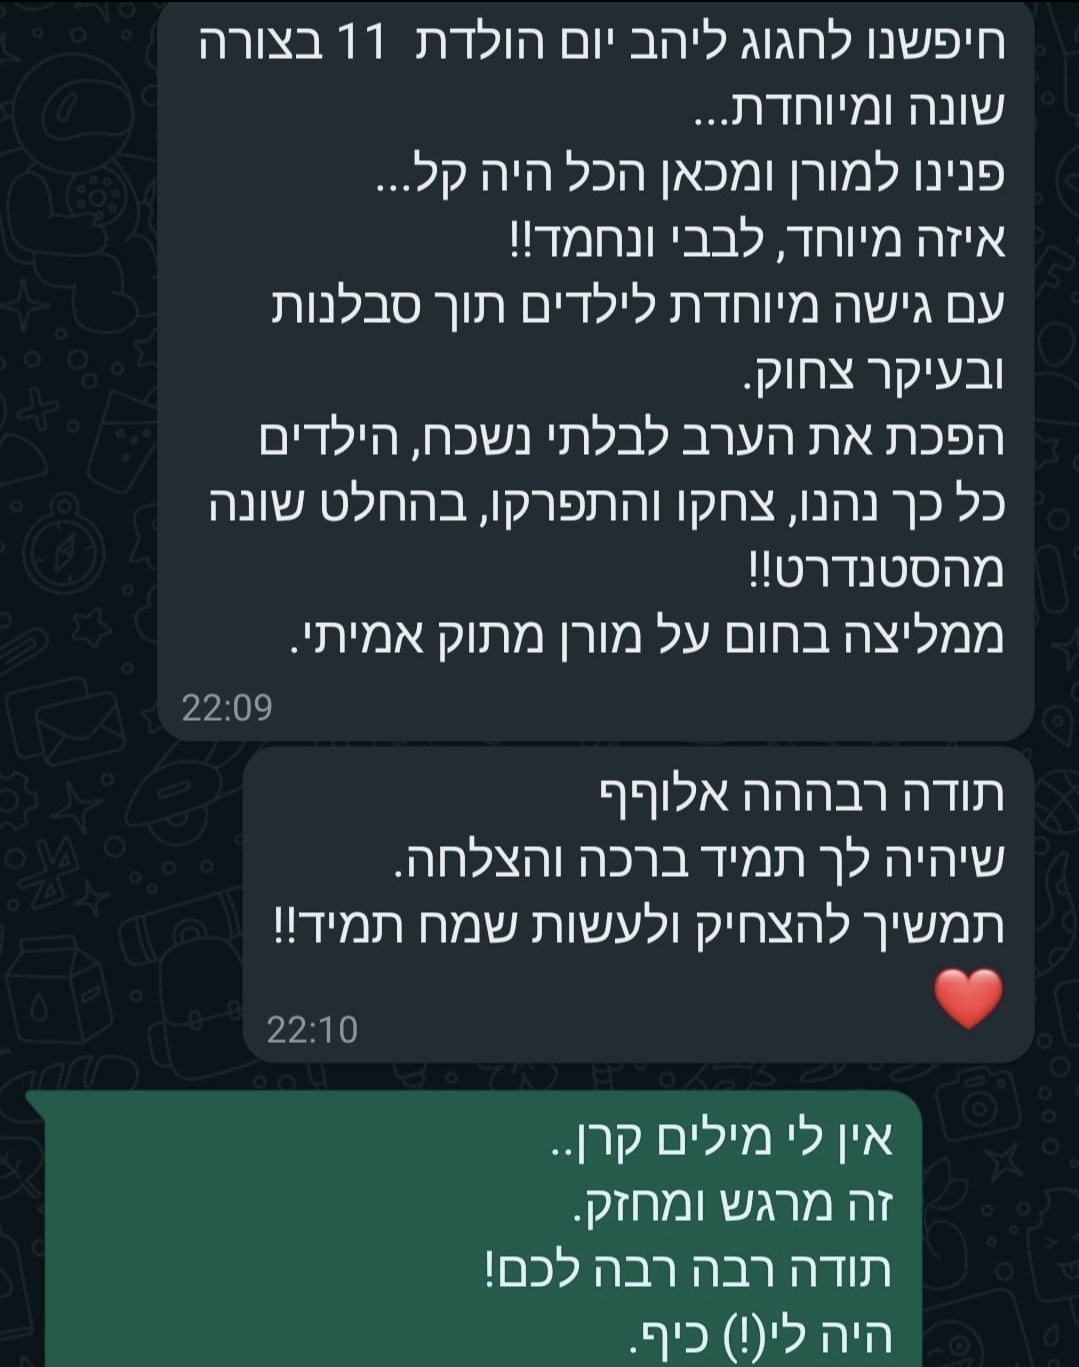 חיפשנו לחגוג ליהב יום הולדת 11 בצורה
שונה ומיוחדת...
פנינו למורן ומכאן הכל היה קל...
איזה מיוחד, לבבי ונחמד!!
עם גישה מיוחדת לילדים תוך סבלנות
ובעיקר צחוק.
הפכת את הערב לבלתי נשכח, הילדים
כל כך נהנו, צחקו והתפרקו, בהחלט שונה
מהסטנדרט!!
ממליצה בחום על מורן מתוק אמיתי.
22:09
תודה רבההה אלוףף
שיהיה לך תמיד ברכה והצלחה.
תמשיך להצחיק ולעשות שמח תמיד!!
❤️
22:10
אין לי מילים קרן..
זה מרגש ומחזק.
תודה רבה רבה לכם!
היה לי(!) כיף.